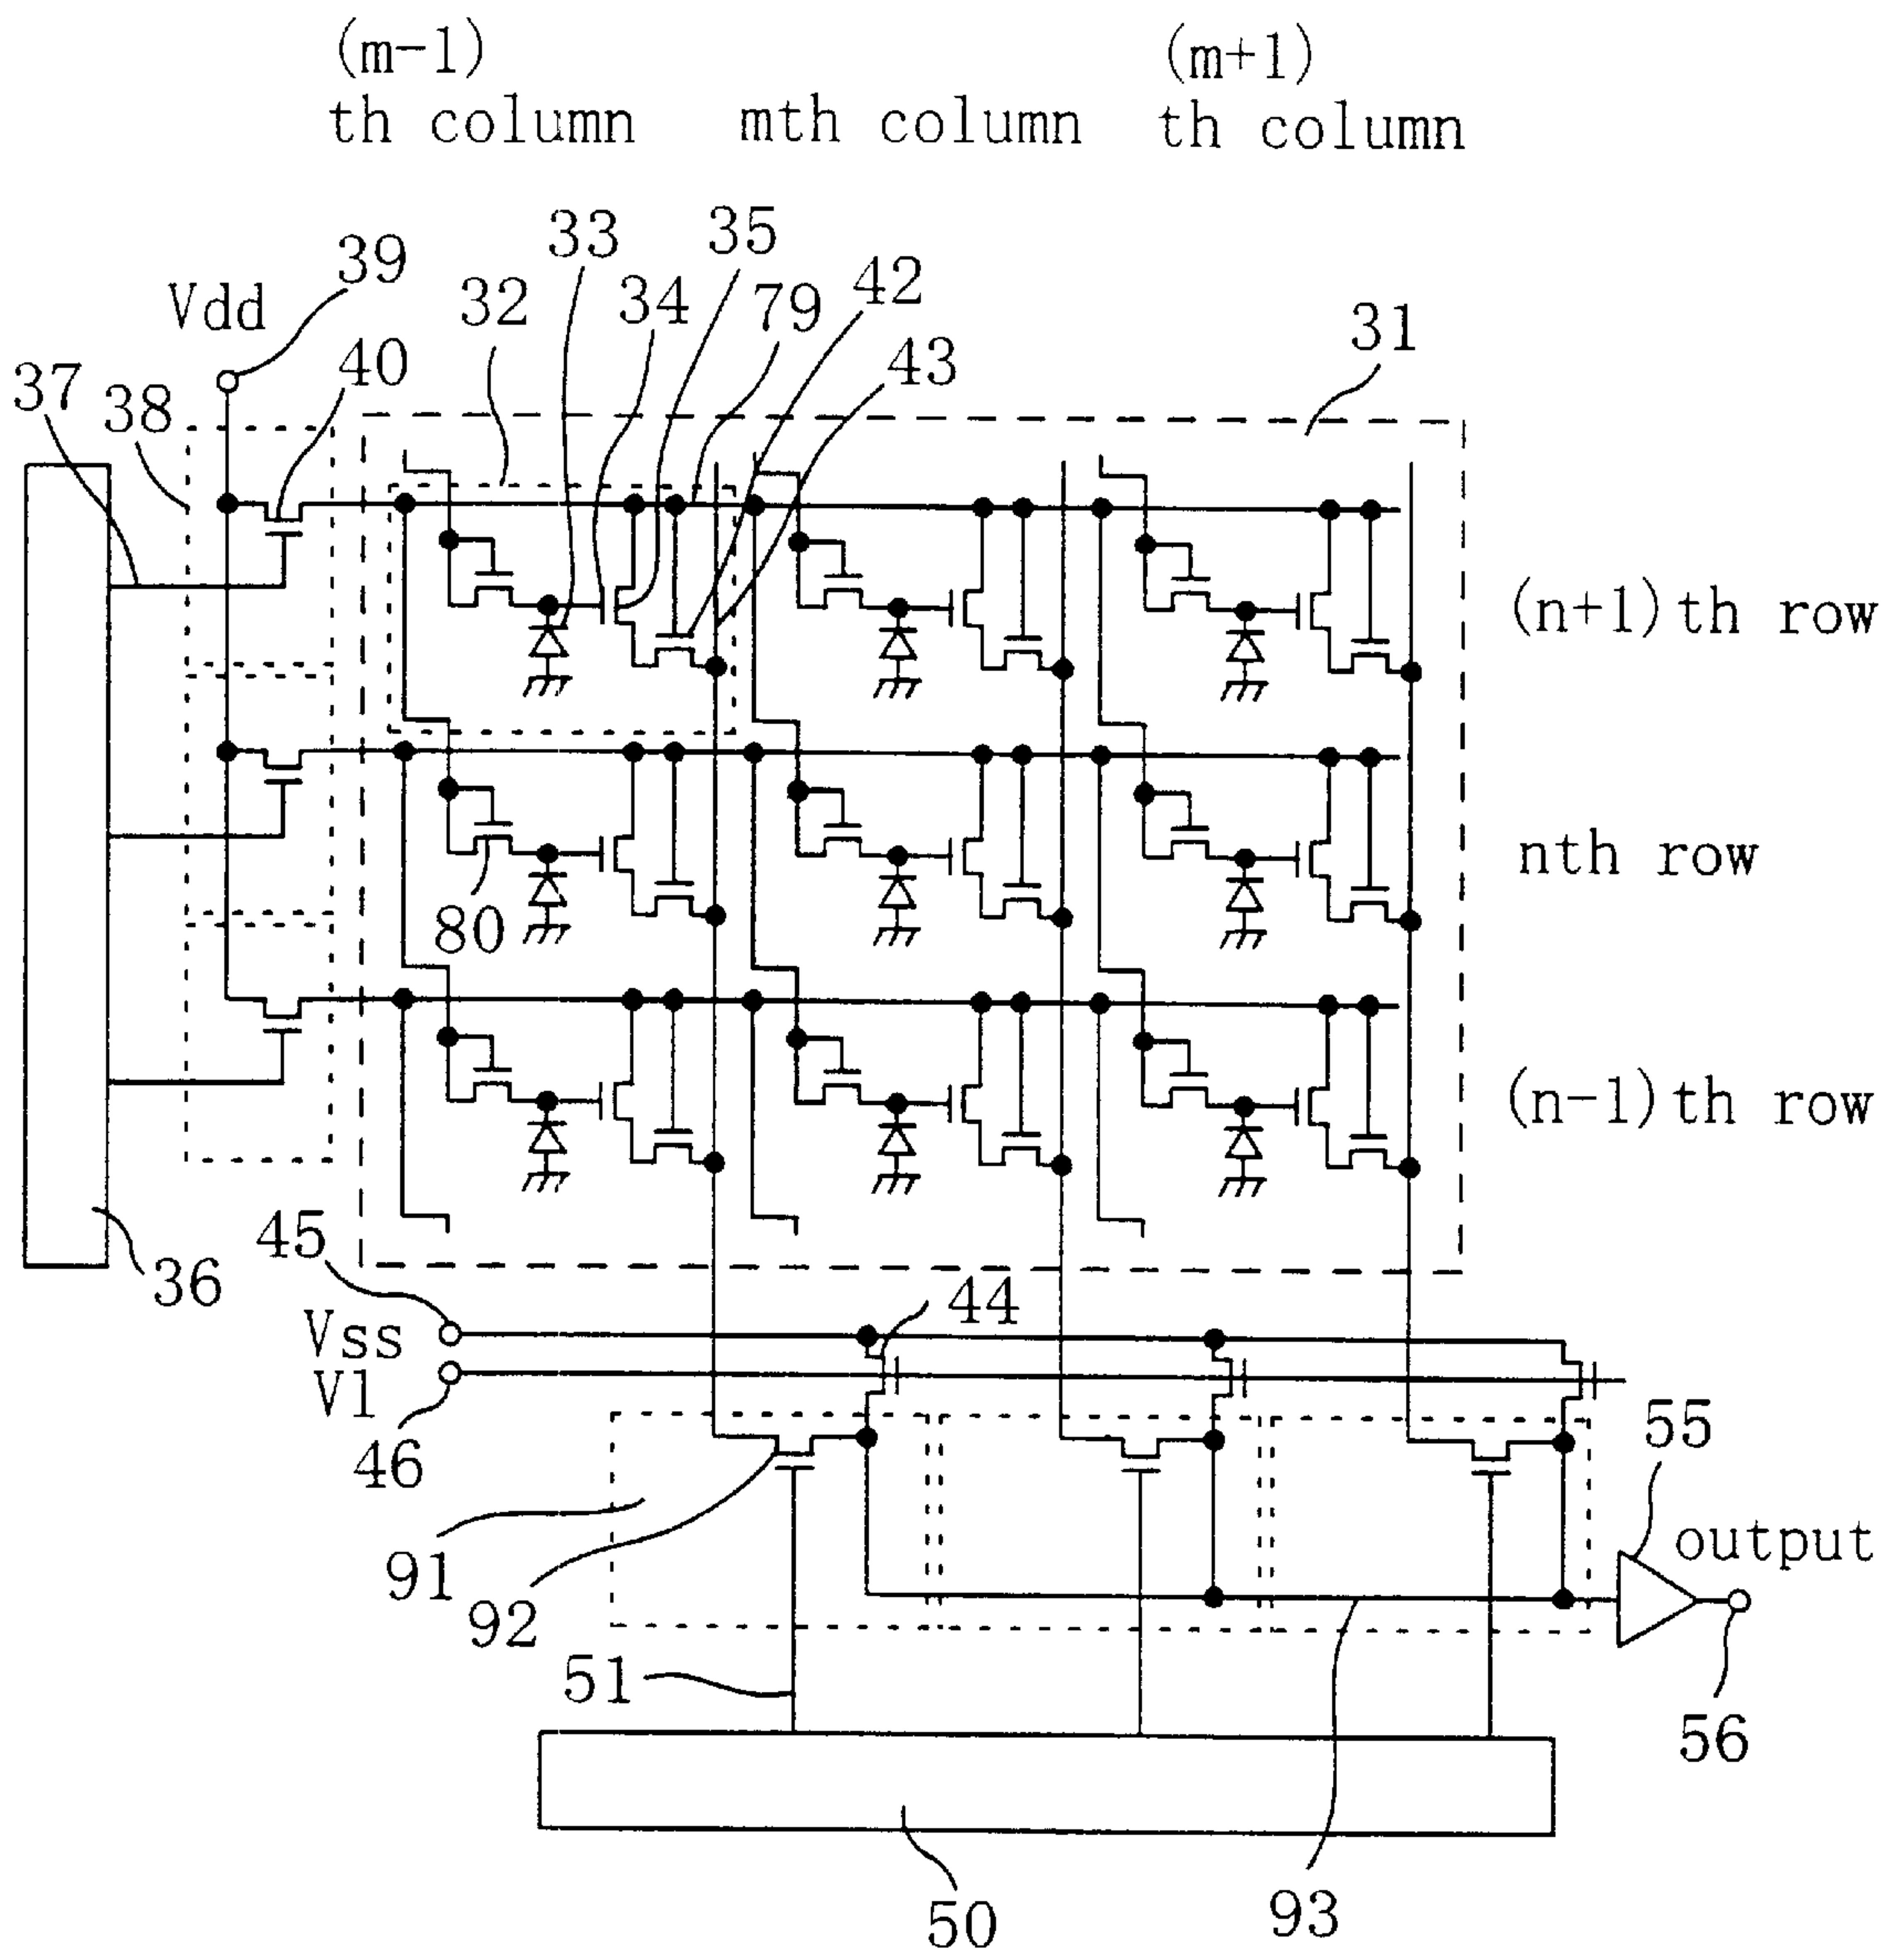 (m-1)
th column
mth column
(m+1)
th column
33
35
39
32
34
79
42
Vdd
31
40
43
37
38
(n+1)th row
nth row
80
(n-1)th row
45
36
44
Vss
Vl
46
55
output
91
92
51
56
50
93